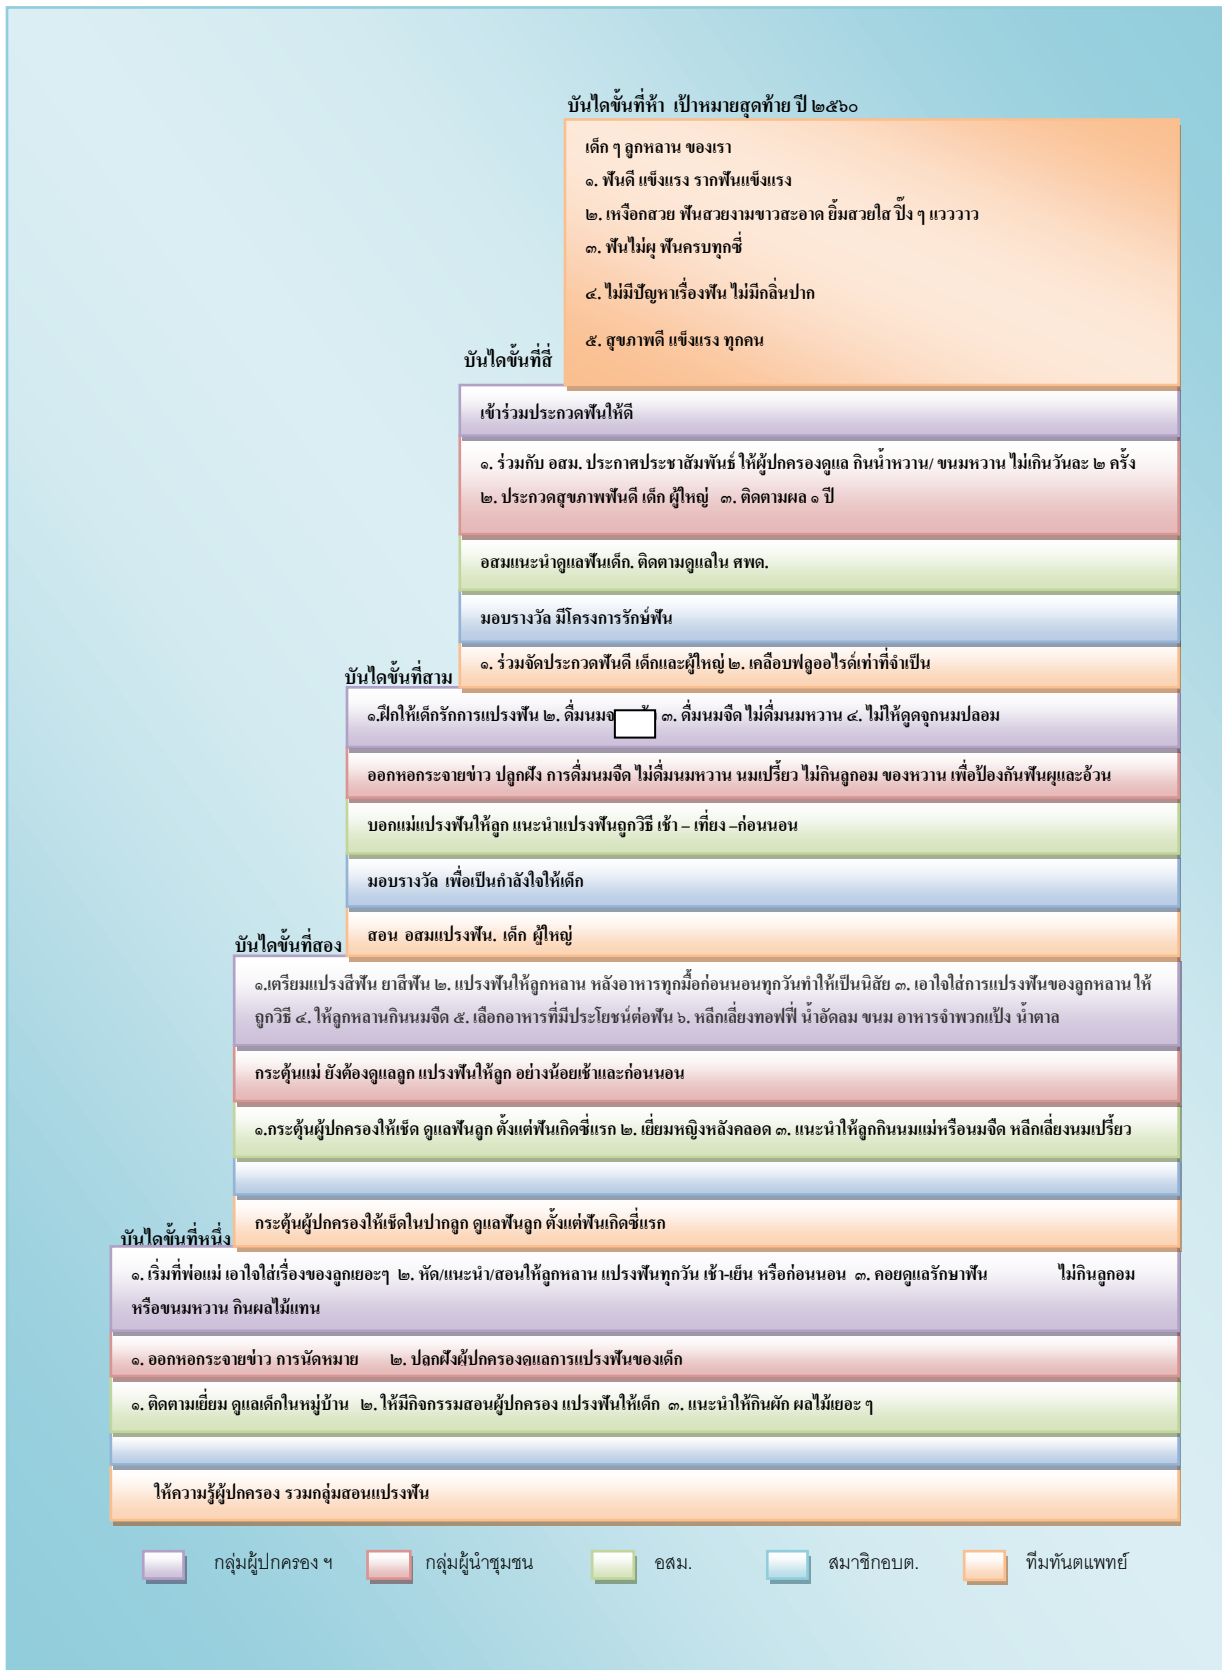 บันไดขั้นที่ห้า เป้าหมายสุดท้าย ปี ๒๕๖๐
เด็ก ๆ ลูกหลาน ของเรา
๑. ฟันดี แข็งแรง รากฟันแข็งแรง
๒. เหงือกสวย ฟันสวยงามขาวสะอาด ยิ้มสวยใส ปิ๊ง ๆ แวววาว
๓. ฟันไม่ผุ ฟันครบทุกซี่
๔. ไม่มีปัญหาเรื่องฟัน ไม่มีกลิ่นปาก
๕. สุขภาพดี แข็งแรง ทุกคน
บันไดขั้นที่สี่
เข้าร่วมประกวดฟันให้ดี
๑. ร่วมกับ อสม. ประกาศประชาสัมพันธ์ ให้ผู้ปกครองดูแล กินน้ำหวาน/ ขนมหวาน ไม่เกินวันละ ๒ ครั้ง
๒. ประกวดสุขภาพฟันดี เด็ก ผู้ใหญ่ ๓. ติดตามผล ๑ ปี
อสมแนะนำดูแลฟันเด็ก. ติดตามดูแลใน ศพด.
มอบรางวัล มีโครงการรักษ์ฟัน
๑. ร่วมจัดประกวดฟันดี เด็กและผู้ใหญ่ ๒. เคลือบฟลูออไรด์เท่าที่จำเป็น
บันไดขั้นที่สาม
๑.ฝึกให้เด็กรักการแปรงฟัน ๒. ดื่มนม ๓. ดื่มนมจืด ไม่ดื่มนมหวาน ๔. ไม่ให้ดูดจุกนมปลอม
ออกหอกระจายข่าว ปลูกฝัง การดื่มนมจืด ไม่ดื่มนมหวาน นมเปรี้ยว ไม่กินลูกอม ของหวาน เพื่อป้องกันฟันผุและอ้วน
บอกแม่แปรงฟันให้ลูก แนะนำแปรงฟันถูกวิธี เช้า – เที่ยง –ก่อนนอน
มอบรางวัล เพื่อเป็นกำลังใจให้เด็ก
สอน อสมแปรงฟัน. เด็ก ผู้ใหญ่
บันไดขั้นที่สอง
๑.เตรียมแปรงสีฟัน ยาสีฟัน ๒. แปรงฟันให้ลูกหลาน หลังอาหารทุกมื้อก่อนนอนทุกวันทำให้เป็นนิสัย ๓. เอาใจใส่การแปรงฟันของลูกหลาน ให้
ถูกวิธี ๔. ให้ลูกหลานกินนมจืด ๕. เลือกอาหารที่มีประโยชน์ต่อฟัน ๖. หลีกเลี่ยงทอฟฟี่ น้ำอัดลม ขนม อาหารจำพวกแป้ง น้ำตาล
กระตุ้นแม่ ยังต้องดูแลลูก แปรงฟันให้ลูก อย่างน้อยเช้าและก่อนนอน
๑.กระตุ้นผู้ปกครองให้เช็ด ดูแลฟันลูก ตั้งแต่ฟันเกิดซี่แรก ๒. เยี่ยมหญิงหลังคลอด ๓. แนะนำให้ลูกกินนมแม่หรือนมจืด หลีกเลี่ยงนมเปรี้ยว
กระตุ้นผู้ปกครองให้เช็ดในปากลูก ดูแลฟันลูก ตั้งแต่ฟันเกิดซี่แรก
บันไดขั้นที่หนึ่ง
๑. เริ่มที่พ่อแม่ เอาใจใส่เรื่องของลูกเยอะๆ ๒. หัด/แนะนำ/สอนให้ลูกหลาน แปรงฟันทุกวัน เช้า-เย็น หรือก่อนนอน ๓. คอยดูแลรักษาฟัน ไม่กินลูกอม
หรือขนมหวาน กินผลไม้แทน
๑. ออกหอกระจายข่าว การนัดหมาย ๒. ปลูกฝังผู้ปกครองดูแลการแปรงฟันของเด็ก
๑. ติดตามเยี่ยม ดูแลเด็กในหมู่บ้าน ๒. ให้มีกิจกรรมสอนผู้ปกครอง แปรงฟันให้เด็ก ๓. แนะนำให้กินผัก ผลไม้เยอะ ๆ
ให้ความรู้ผู้ปกครอง รวมกลุ่มสอนแปรงฟัน
กลุ่มผู้ปกครอง ฯ กลุ่มผู้นำชุมชน อสม. สมาชิกอบต. ทีมทันตแพทย์